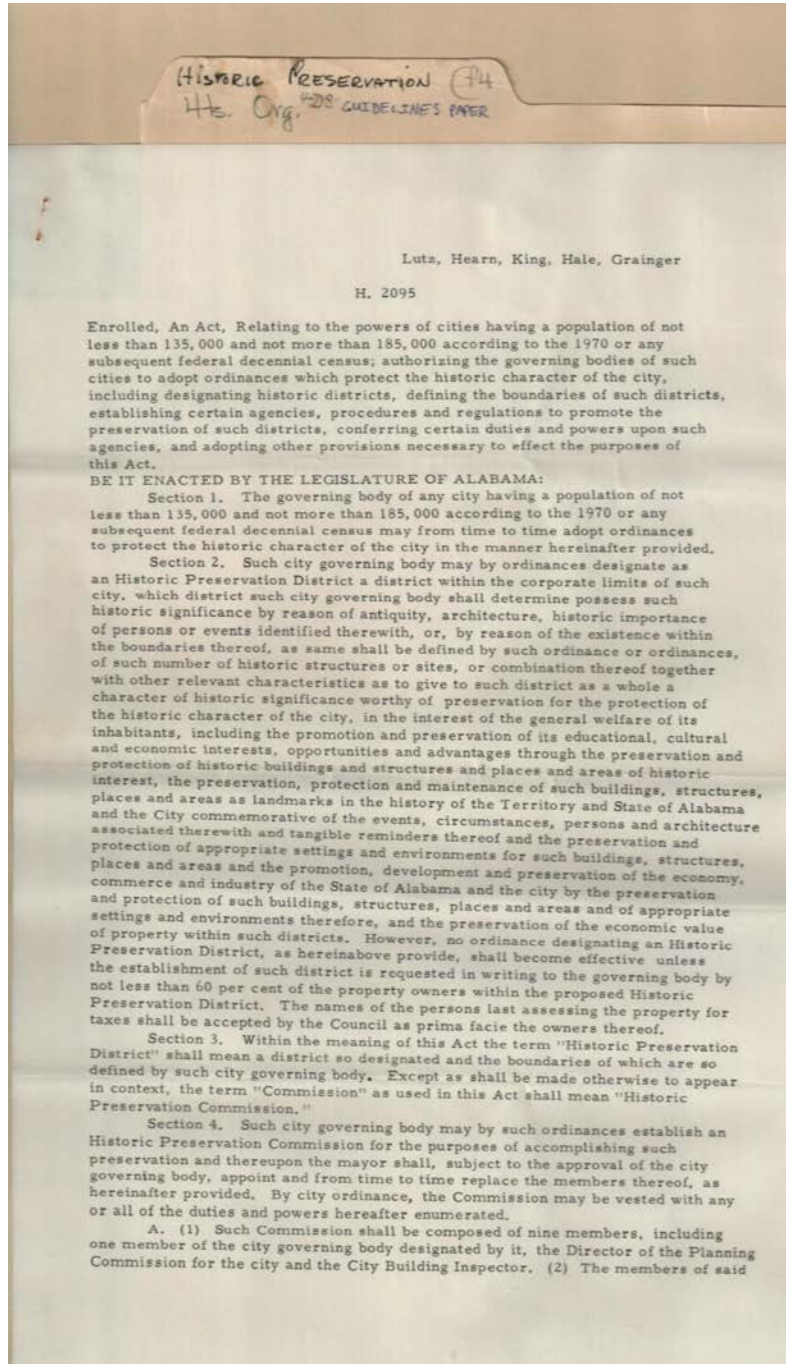 HISTORIC PRESERVATION
Hs. Org. GUIDELINES PAPER
Lutz, Hearn, King, Hale, Grainger
H. 2095
Enrolled, An Act, Relating to the powers of cities having a population of not
less than 135,000 and not more than 185,000 according to the 1970 or any
subsequent federal decennial census; authorizing the governing bodies of such
cities to adopt ordinances which protect the historic character of the city,
including designating historic districts, defining the boundaries of such districts,
establishing certain agencies, procedures and regulations to promote the
preservation of such districts, conferring certain duties and powers upon such
agencies, and adopting other provisions necessary to effect the purposes of
this Act.
BE IT ENACTED BY THE LEGISLATURE OF ALABAMA:
Section 1. The governing body of any city having a population of not
less than 135,000 and not more than 185,000 according to the 1970 or any
subsequent federal decennial census may from time to time adopt ordinances
to protect the historic character of the city in the manner hereinafter provided.
Section 2. Such city governing body may by ordinances designate as
an Historic Preservation District a district within the corporate limits of such
city, which district such city governing body shall determine possess such
historic significance by reason of antiquity, architecture, historic importance
of persons or events identified therewith, or, by reason of the existence within
the boundaries thereof, as same shall be defined by such ordinance or ordinances,
of such number of historic structures or sites, or combination thereof together
with other relevant characteristics as to give to such district as a whole a
character of historic significance worthy of preservation for the protection of
the historic character of the city, in the interest of the general welfare of its
inhabitants, including the promotion and preservation of its educational, cultural
and economic interests, opportunities and advantages through the preservation and
protection of historic buildings and structures and places and areas of historic
interest, the preservation, protection and maintenance of such buildings, structures,
places and areas as landmarks in the history of the Territory and State of Alabama
and the City commemorative of the events, circumstances, persons and architecture
associated therewith and tangible reminders thereof and the preservation and
protection of appropriate settings and environments for such buildings, structures,
places and areas and the promotion, development and preservation of the economy,
commerce and industry of the State of Alabama and the city by the preservation
and protection of such buildings, structures, places and areas and of appropriate
settings and environments therefore, and the preservation of the economic value
of property within such districts. However, no ordinance designating an Historic
Preservation District, as hereinabove provide, shall become effective unless
the establishment of such district is requested in writing to the governing body by
not less than 60 per cent of the property owners within the proposed Historic
Preservation District. The names of the persons last assessing the property for
taxes shall be accepted by the Council as prima facie the owners thereof.
Section 3. Within the meaning of this Act the term "Historic Preservation
District" shall mean a district so designated and the boundaries of which are so
defined by such city governing body. Except as shall be made otherwise to appear
in context, the term "Commission" as used in this Act shall mean "Historic
Preservation Commission."
Section 4. Such city governing body may by such ordinances establish an
Historic Preservation Commission for the purposes of accomplishing such
preservation and thereupon the mayor shall, subject to the approval of the city
governing body, appoint and from time to time replace the members thereof, as
hereinafter provided. By city ordinance, the Commission may be vested with any
or all of the duties and powers hereafter enumerated.
A. (1) Such Commission shall be composed of nine members, including
one member of the city governing body designated by it, the Director of the Planning
Commission for the city and the City Building Inspector. (2) The members of said